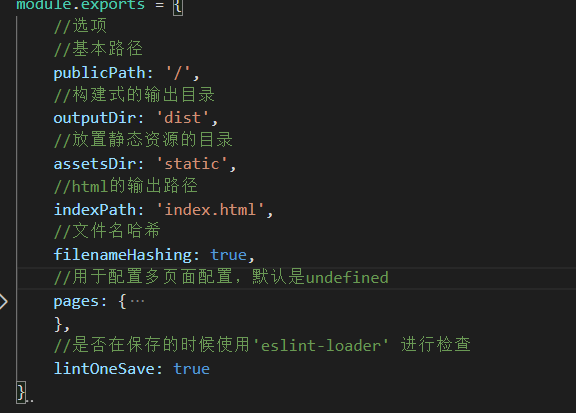 module.exports = {
//选项
//基本路径
publicPath: '/',
//构建式的输出目录
outputDir: 'dist',
//放置静态资源的目录
assetsDir: 'static',
//html的输出路径
indexPath: 'index.html',
//文件名哈希
filenameHashing: true,
//用于配置多页面配置，默认是undefined
pages: {…
},
//是否在保存的时候使用'eslint-loader' 进行检查
lintOneSave: true
}..